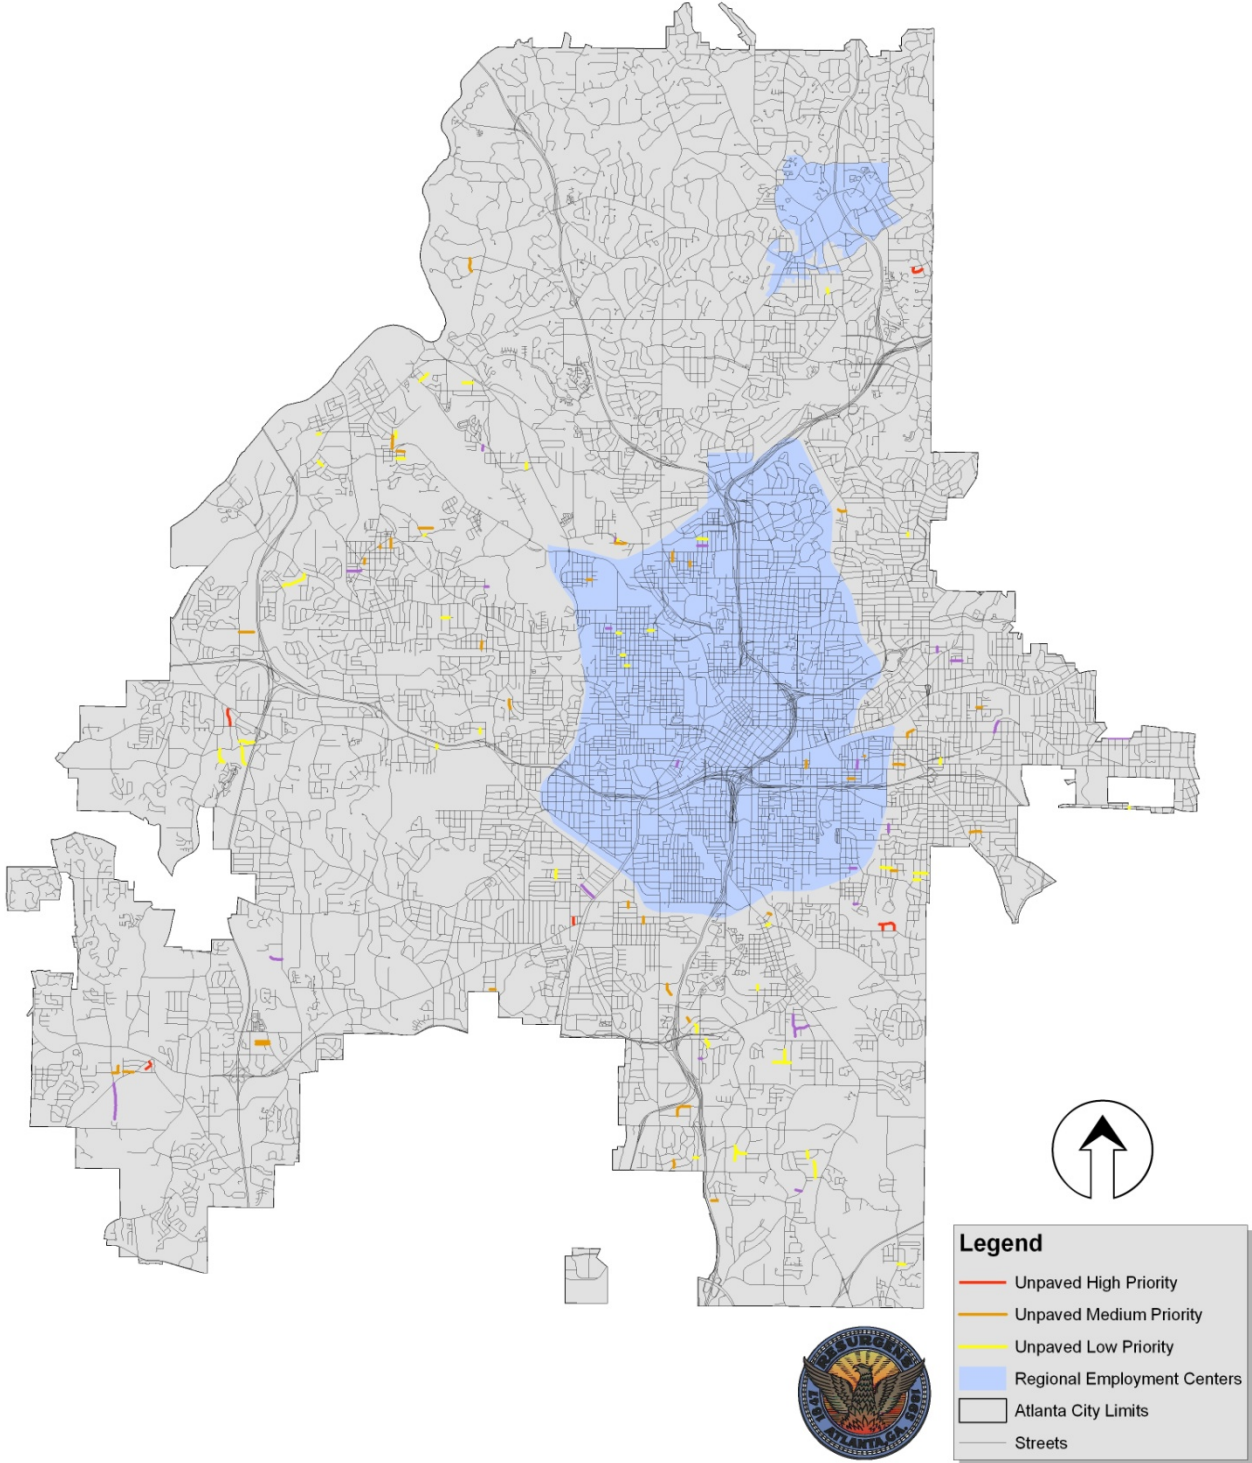 RESURGENS
1847
1865
ATLANTA, GA.
Legend
Unpaved High Priority
Unpaved Medium Priority
Unpaved Low Priority
Regional Employment Centers
Atlanta City Limits
Streets